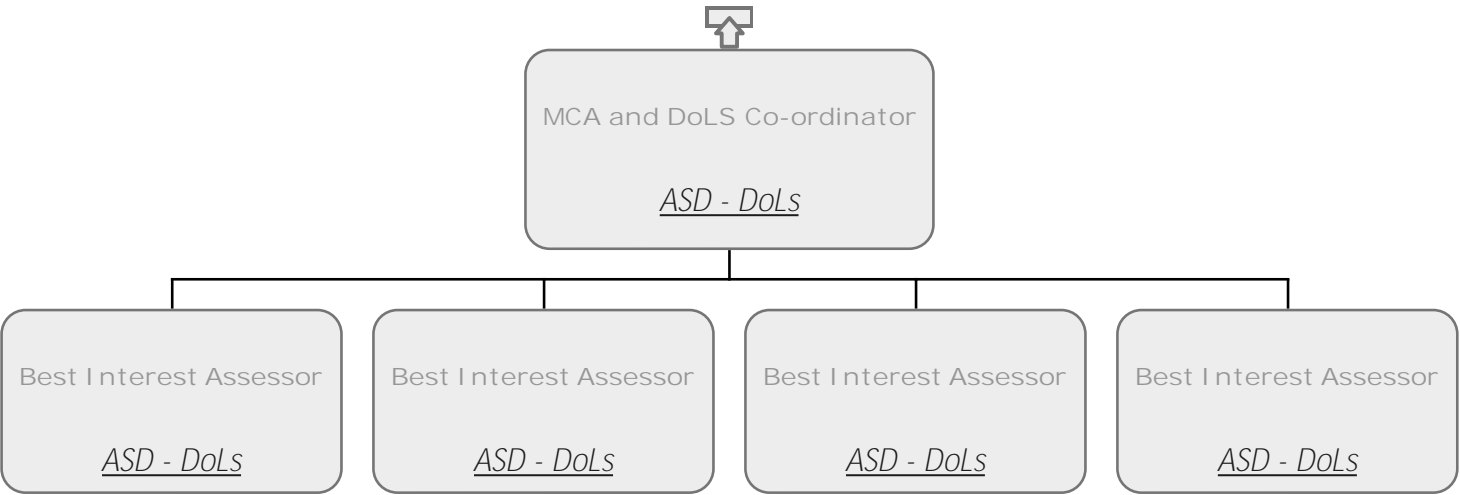 MCA and DoLS Co-ordinator
ASD - DoLs
Best Interest Assessor
ASD - DoLs
Best Interest Assessor
ASD - DoLs
Best Interest Assessor
ASD - DoLs
Best Interest Assessor
ASD - DoLs